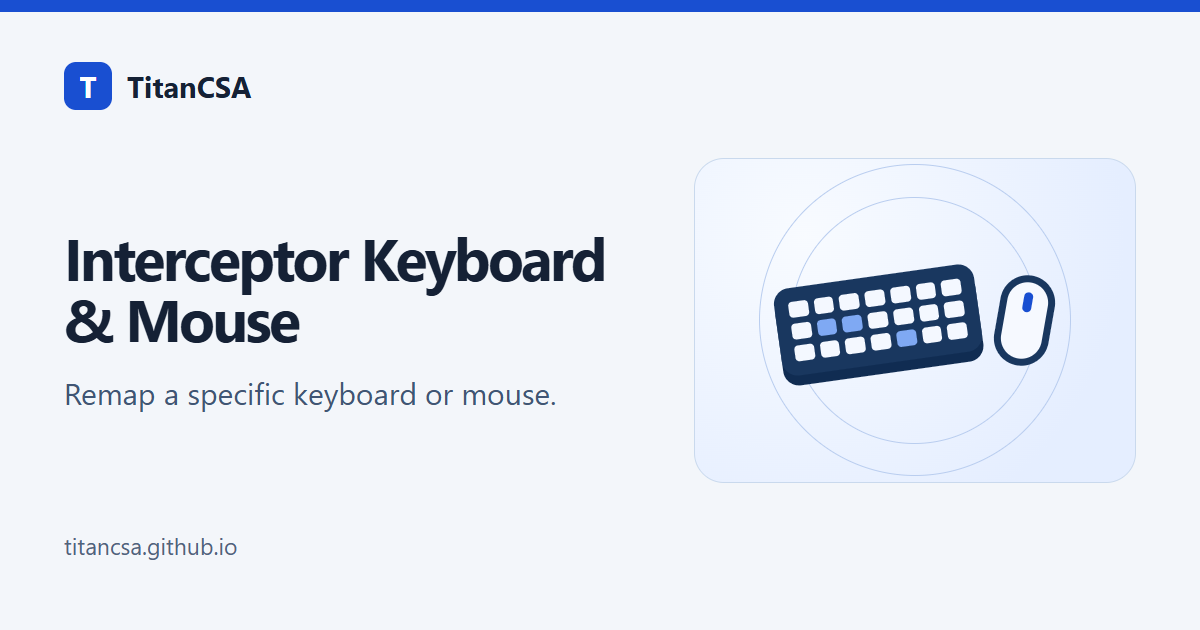 T
TitanCSA
Interceptor Keyboard
& Mouse
Remap a specific keyboard or mouse.
titancsa.github.io